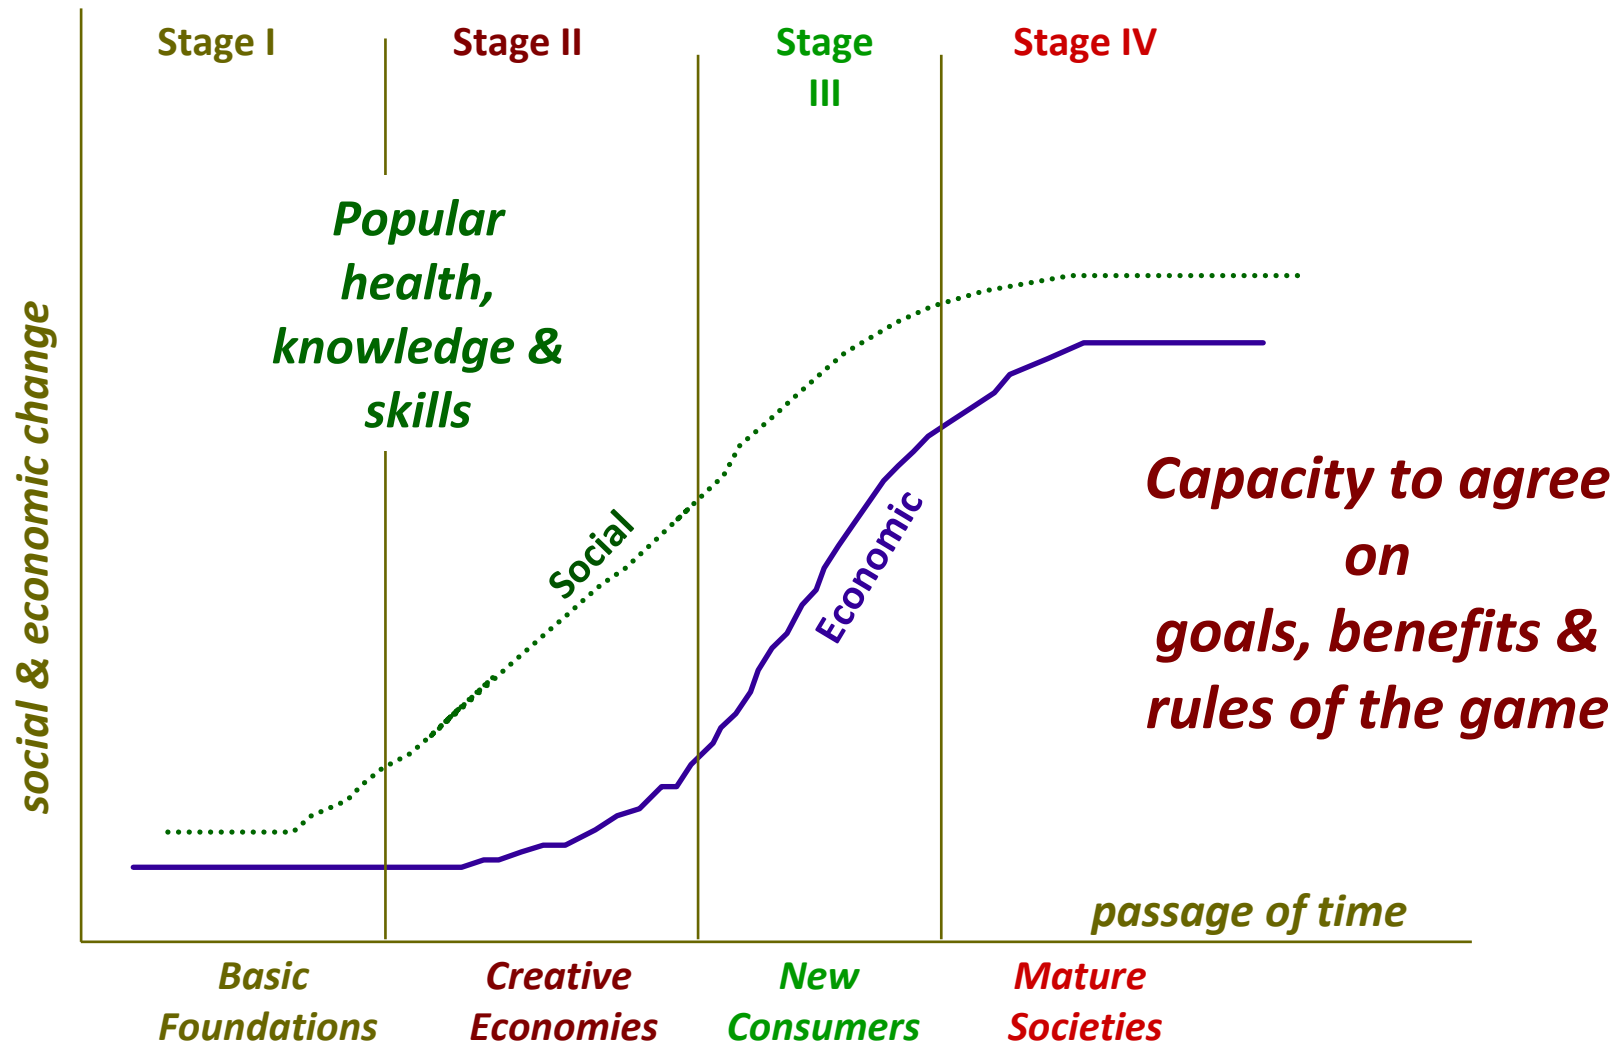 Stage I
Stage II
Stage
III
Stage IV
Popular
health,
knowledge &
skills
social & economic change
Social
Economic
Capacity to agree
on
goals, benefits &
rules of the game
passage of time
Basic
Foundations
Creative
Economies
New
Consumers
Mature
Societies